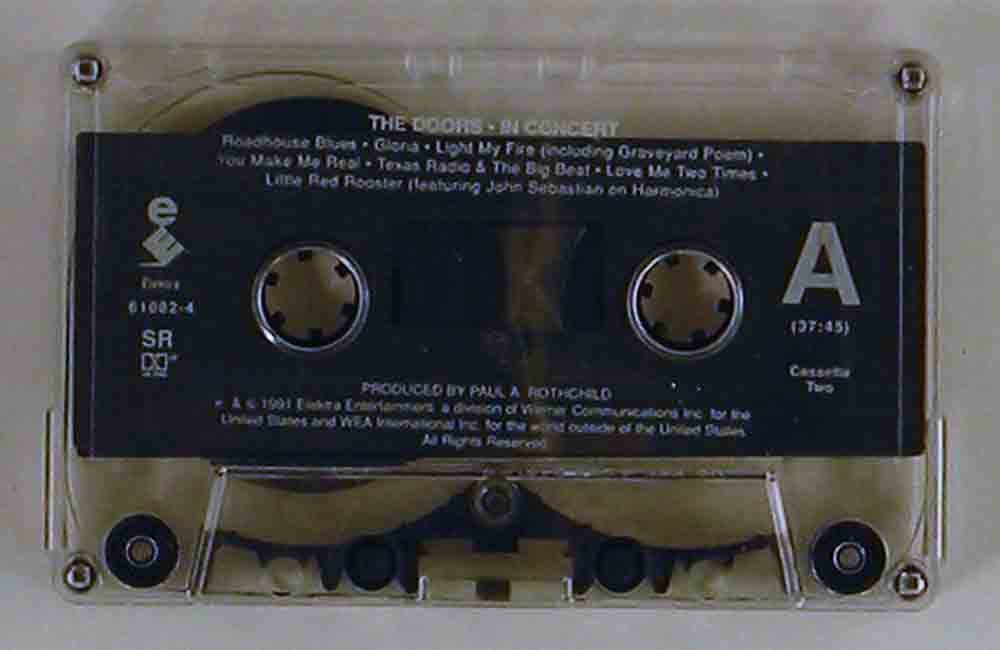 THE DOORS • IN CONCERT
Roadhouse Blues • Gloria • Light My Fire (including Graveyard Poem) •
You Make Me Real • Texas Radio & The Big Beat • Love Me Two Times •
Little Red Rooster (featuring John Sebastian on Harmonica)
e
E
Elektra
61082-4
SR
A
(37:45)
Cassette
Two
PRODUCED BY PAUL A. ROTHCHILD
℗ & © 1991 Elektra Entertainment, a division of Warner Communications Inc. for the
United States and WEA International Inc. for the world outside of the United States.
All Rights Reserved.